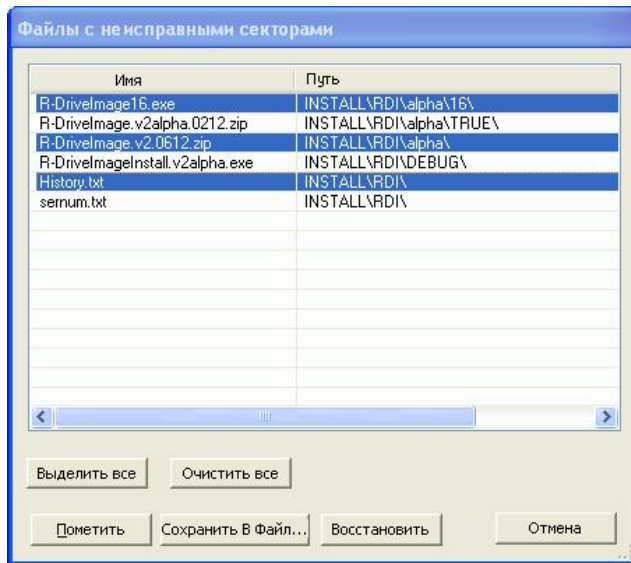 Файлы с неисправными секторами
Имя Путь
R-DriveImage16.exe INSTALL\RDI\alpha\16\
R-DriveImage.v2alpha.0212.zip INSTALL\RDI\alpha\TRUE\
R-DriveImage.v2.0612.zip INSTALL\RDI\alpha\
R-DriveImageInstall.v2alpha.exe INSTALL\RDI\DEBUG\
History.txt INSTALL\RDI\
sernum.txt INSTALL\RDI\
Выделить все Очистить все
Пометить Сохранить В Файл... Восстановить Отмена